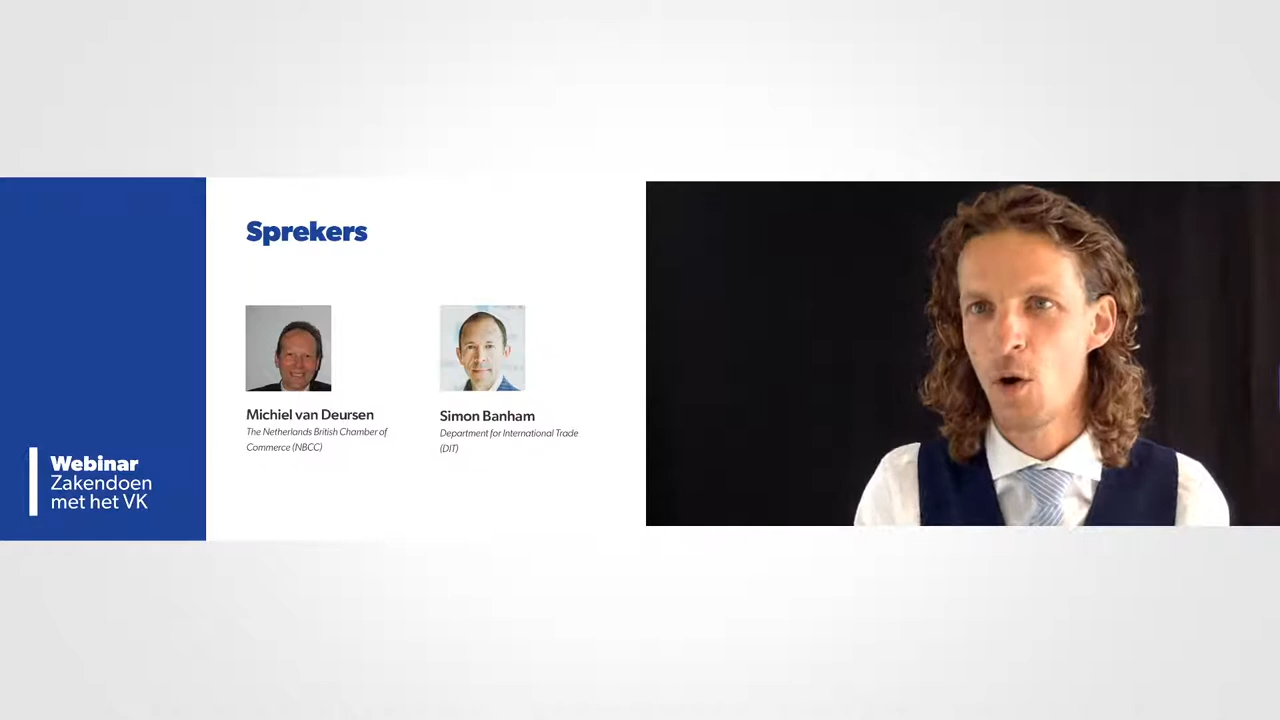 Sprekers
Michiel van Deursen
The Netherlands British Chamber of
Commerce (NBCC)
Simon Banham
Department for International Trade
(DIT)
Webinar
Zakendoen
met het VK